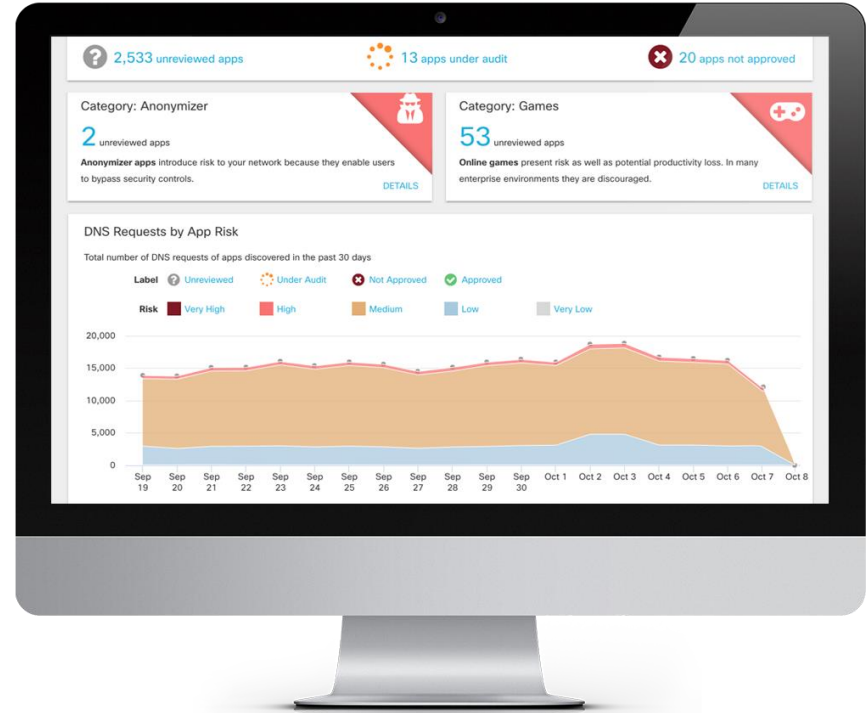 2,533 unreviewed apps
13 apps under audit
20 apps not approved
Category: Anonymizer
2 unreviewed apps
Anonymizer apps introduce risk to your network because they enable users
to bypass security controls.
DETAILS
Category: Games
53 unreviewed apps
Online games present risk as well as potential productivity loss. In many
enterprise environments they are discouraged.
DETAILS
DNS Requests by App Risk
Total number of DNS requests of apps discovered in the past 30 days
Label Unreviewed Under Audit Not Approved Approved
Risk Very High High Medium Low Very Low
20,000
15,000
10,000
5,000
0
Sep Sep Sep Sep Sep Sep Sep Sep Sep Sep Sep Sep Oct 1 Oct 2 Oct 3 Oct 4 Oct 5 Oct 6 Oct 7 Oct 8
19 20 21 22 23 24 25 26 27 28 29 30